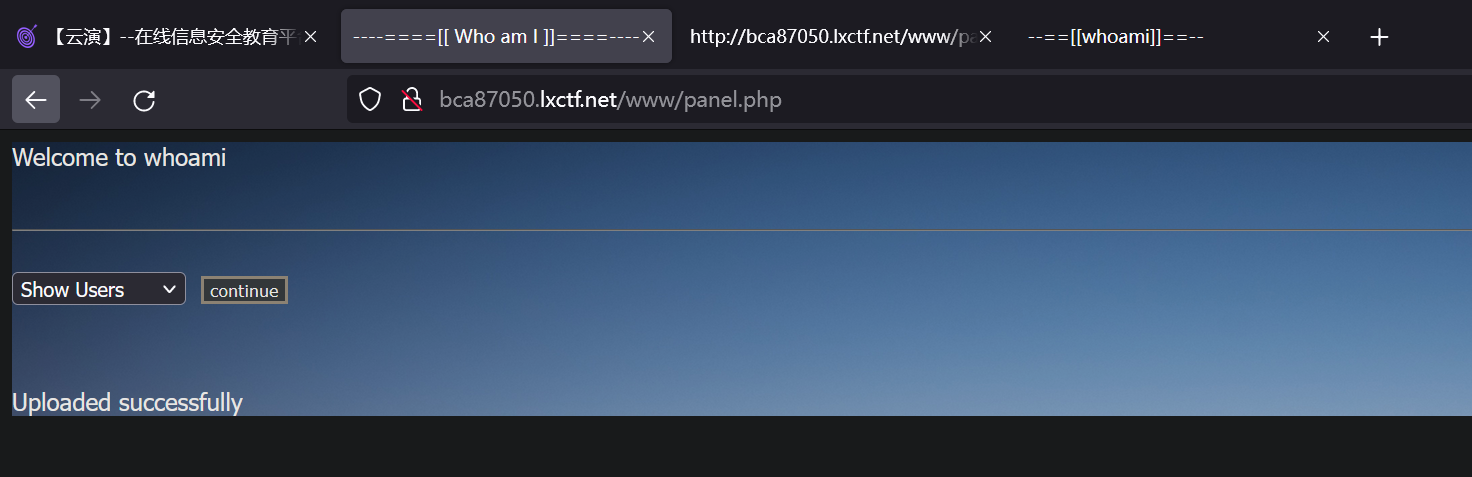 【云演】--在线信息安全教育平
----====[[ Who am I ]]====----
http://bca87050.lxctf.net/www/pa
--==[[whoami]]==--
bca87050.lxctf.net/www/panel.php
Welcome to whoami
Show Users
continue
Uploaded successfully